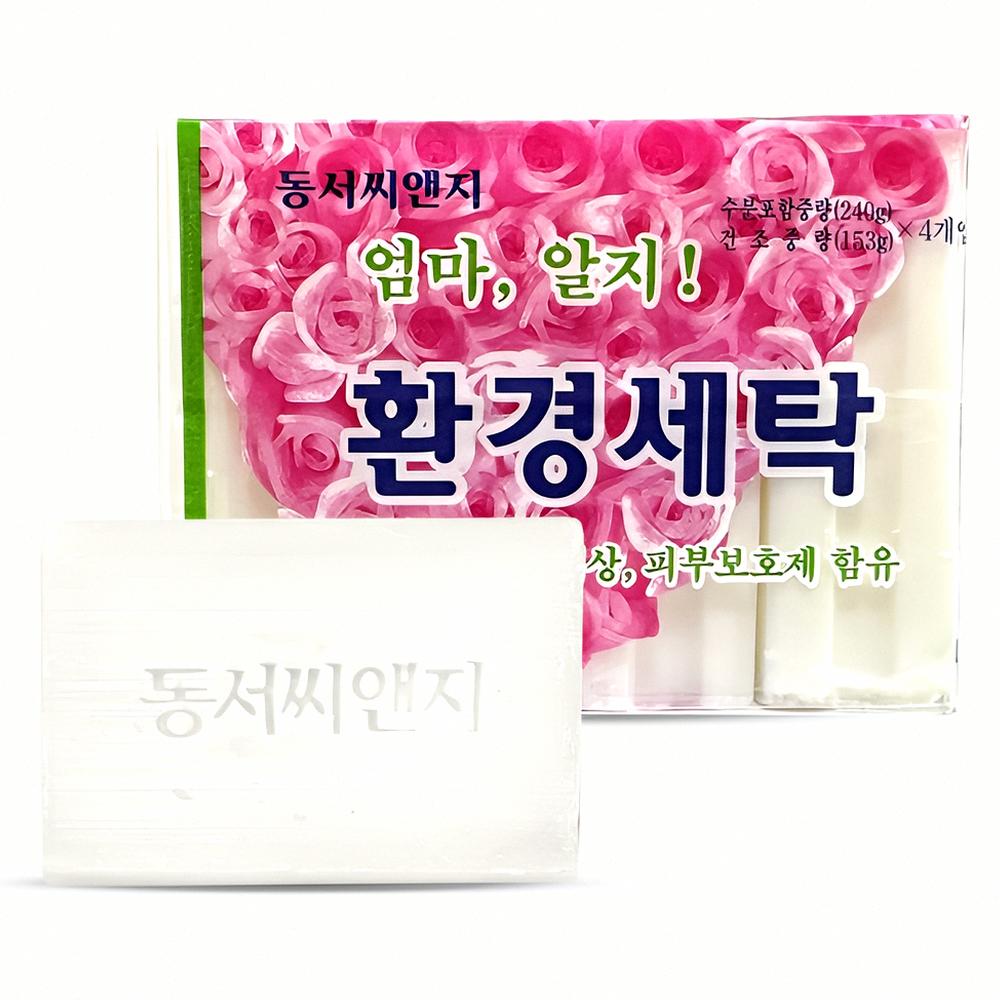 동서씨앤지
수분포함중량(240g)
건 조 중 량(153g) × 4개입
엄마, 알지!
환경세탁
상, 피부보호제 함유
동서씨앤지